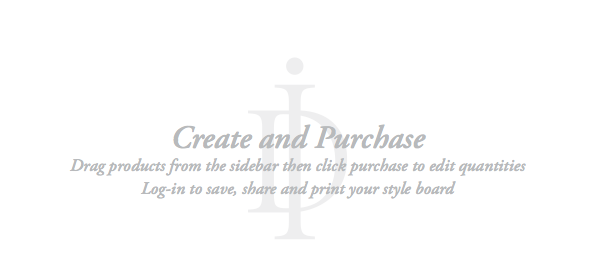 Create and Purchase
Drag products from the sidebar then click purchase to edit quantities
Log-in to save, share and print your style board